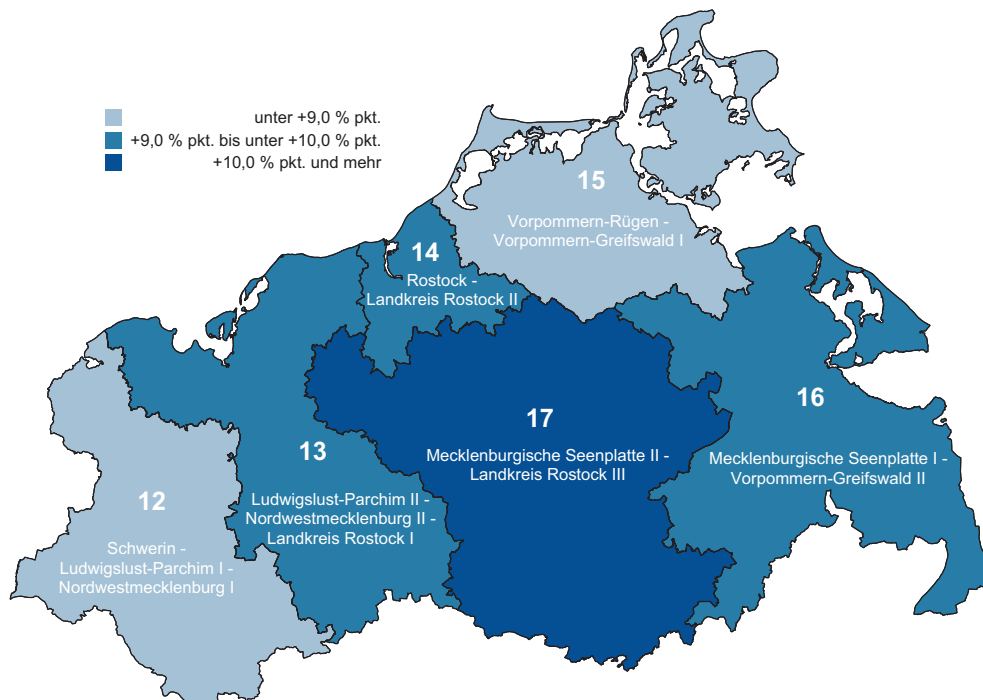 unter +9,0 % pkt.
+9,0 % pkt. bis unter +10,0 % pkt.
+10,0 % pkt. und mehr
15
Vorpommern-Rügen -
Vorpommern-Greifswald I
14
Rostock -
Landkreis Rostock II
16
Mecklenburgische Seenplatte I -
Vorpommern-Greifswald II
17
Mecklenburgische Seenplatte II -
Landkreis Rostock III
13
Ludwigslust-Parchim II -
Nordwestmecklenburg II -
Landkreis Rostock I
12
Schwerin -
Ludwigslust-Parchim I -
Nordwestmecklenburg I